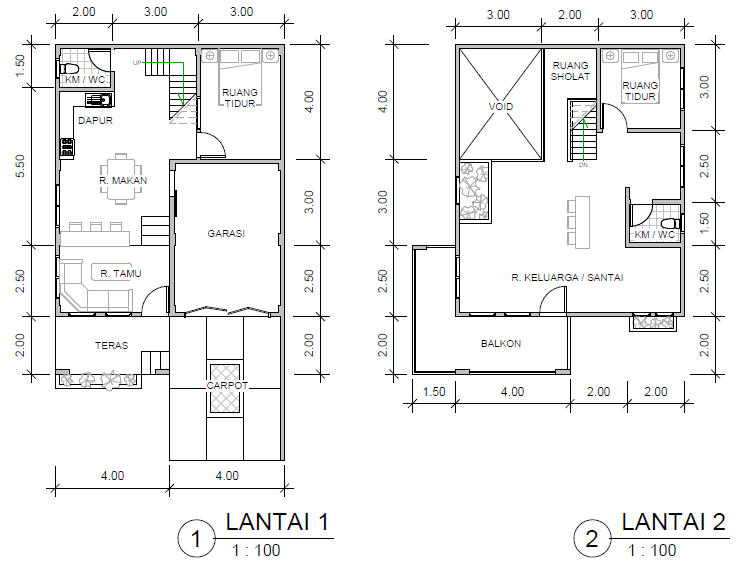 2.00 3.00 3.00
1.50
5.50
2.50
2.00
4.00
3.00
2.50
2.00
KM / WC
UP
RUANG
TIDUR
DAPUR
R. MAKAN
GARASI
R. TAMU
TERAS
CARPOT
4.00 4.00
1
LANTAI 1
1 : 100
3.00 2.00 3.00
4.00
3.00
2.50
2.00
3.00
2.50
1.50
2.50
2.00
RUANG
SHOLAT
RUANG
TIDUR
VOID
DN
KM / WC
R. KELUARGA / SANTAI
BALKON
1.50 4.00 2.00 2.00
2
LANTAI 2
1 : 100